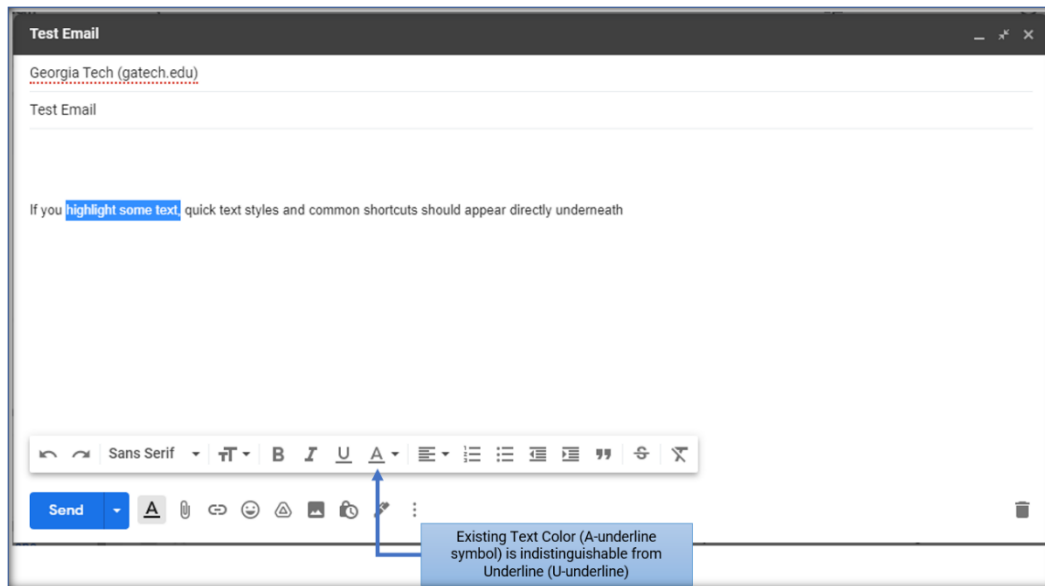 Test Email
Georgia Tech (gatech.edu)
Test Email
If you highlight some text, quick text styles and common shortcuts should appear directly underneath
Sans Serif TT B I U A S
Send A
Existing Text Color (A-underline
symbol) is indistinguishable from
Underline (U-underline)